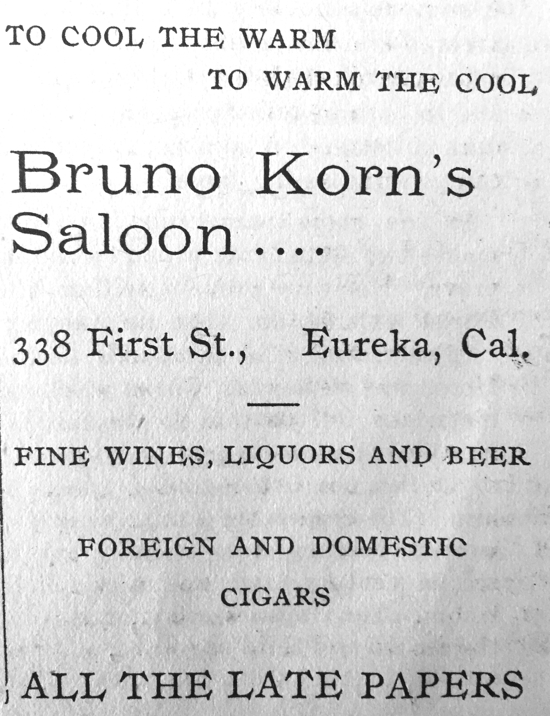 TO COOL THE WARM
TO WARM THE COOL
Bruno Korn's
Saloon...
338 First St., Eureka, Cal.
FINE WINES, LIQUORS AND BEER
FOREIGN AND DOMESTIC
CIGARS
ALL THE LATE PAPERS